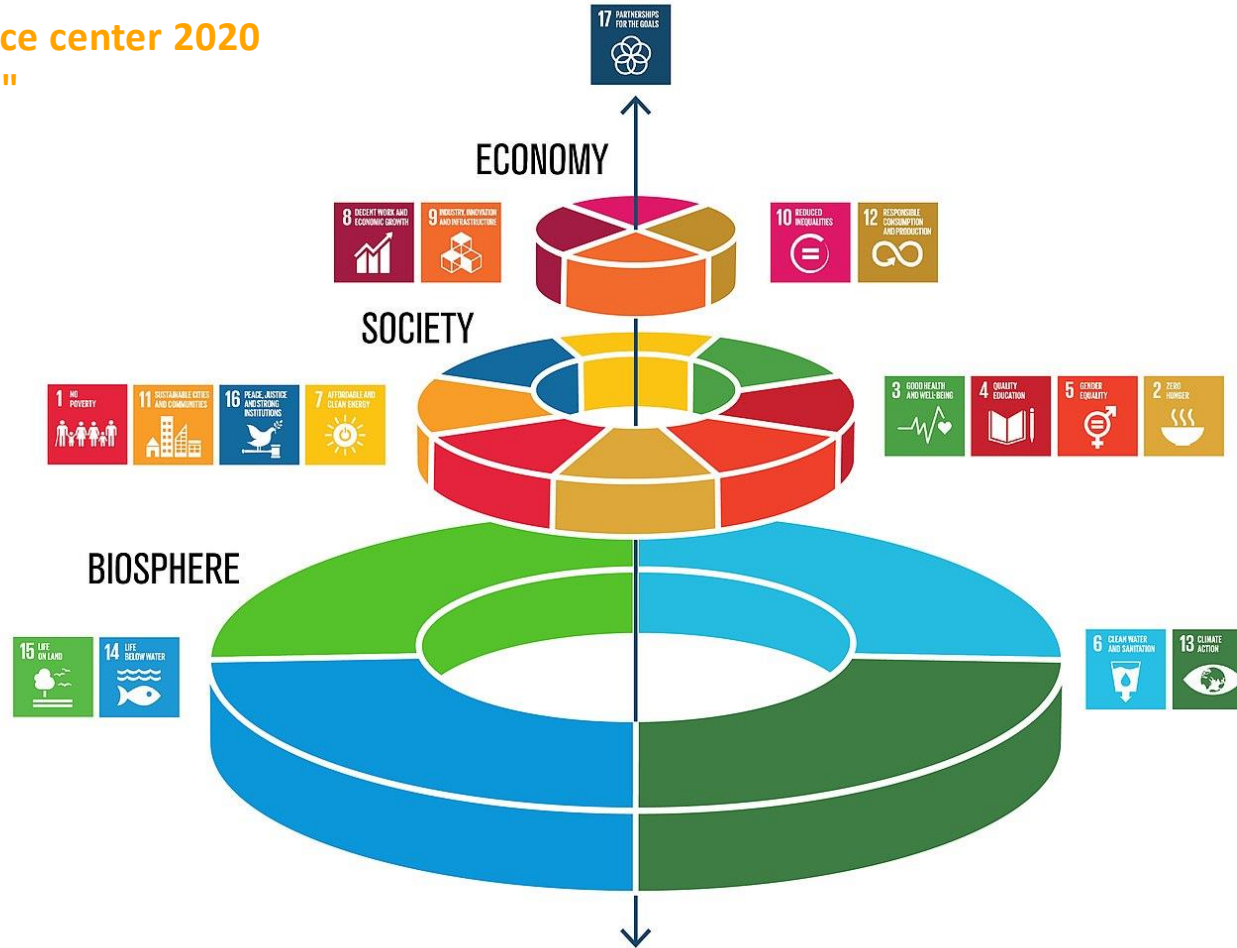 ce center 2020
"
17 PARTNERSHIPS
FOR THE GOALS
ECONOMY
8 DECENT WORK AND
ECONOMIC GROWTH
9 INDUSTRY, INNOVATION
AND INFRASTRUCTURE
10 REDUCED
INEQUALITIES
12 RESPONSIBLE
CONSUMPTION
AND PRODUCTION
SOCIETY
1 NO
POVERTY
11 SUSTAINABLE CITIES
AND COMMUNITIES
16 PEACE, JUSTICE
AND STRONG
INSTITUTIONS
7 AFFORDABLE AND
CLEAN ENERGY
3 GOOD HEALTH
AND WELL-BEING
4 QUALITY
EDUCATION
5 GENDER
EQUALITY
2 ZERO
HUNGER
BIOSPHERE
15 LIFE
ON LAND
14 LIFE
BELOW WATER
6 CLEAN WATER
AND SANITATION
13 CLIMATE
ACTION